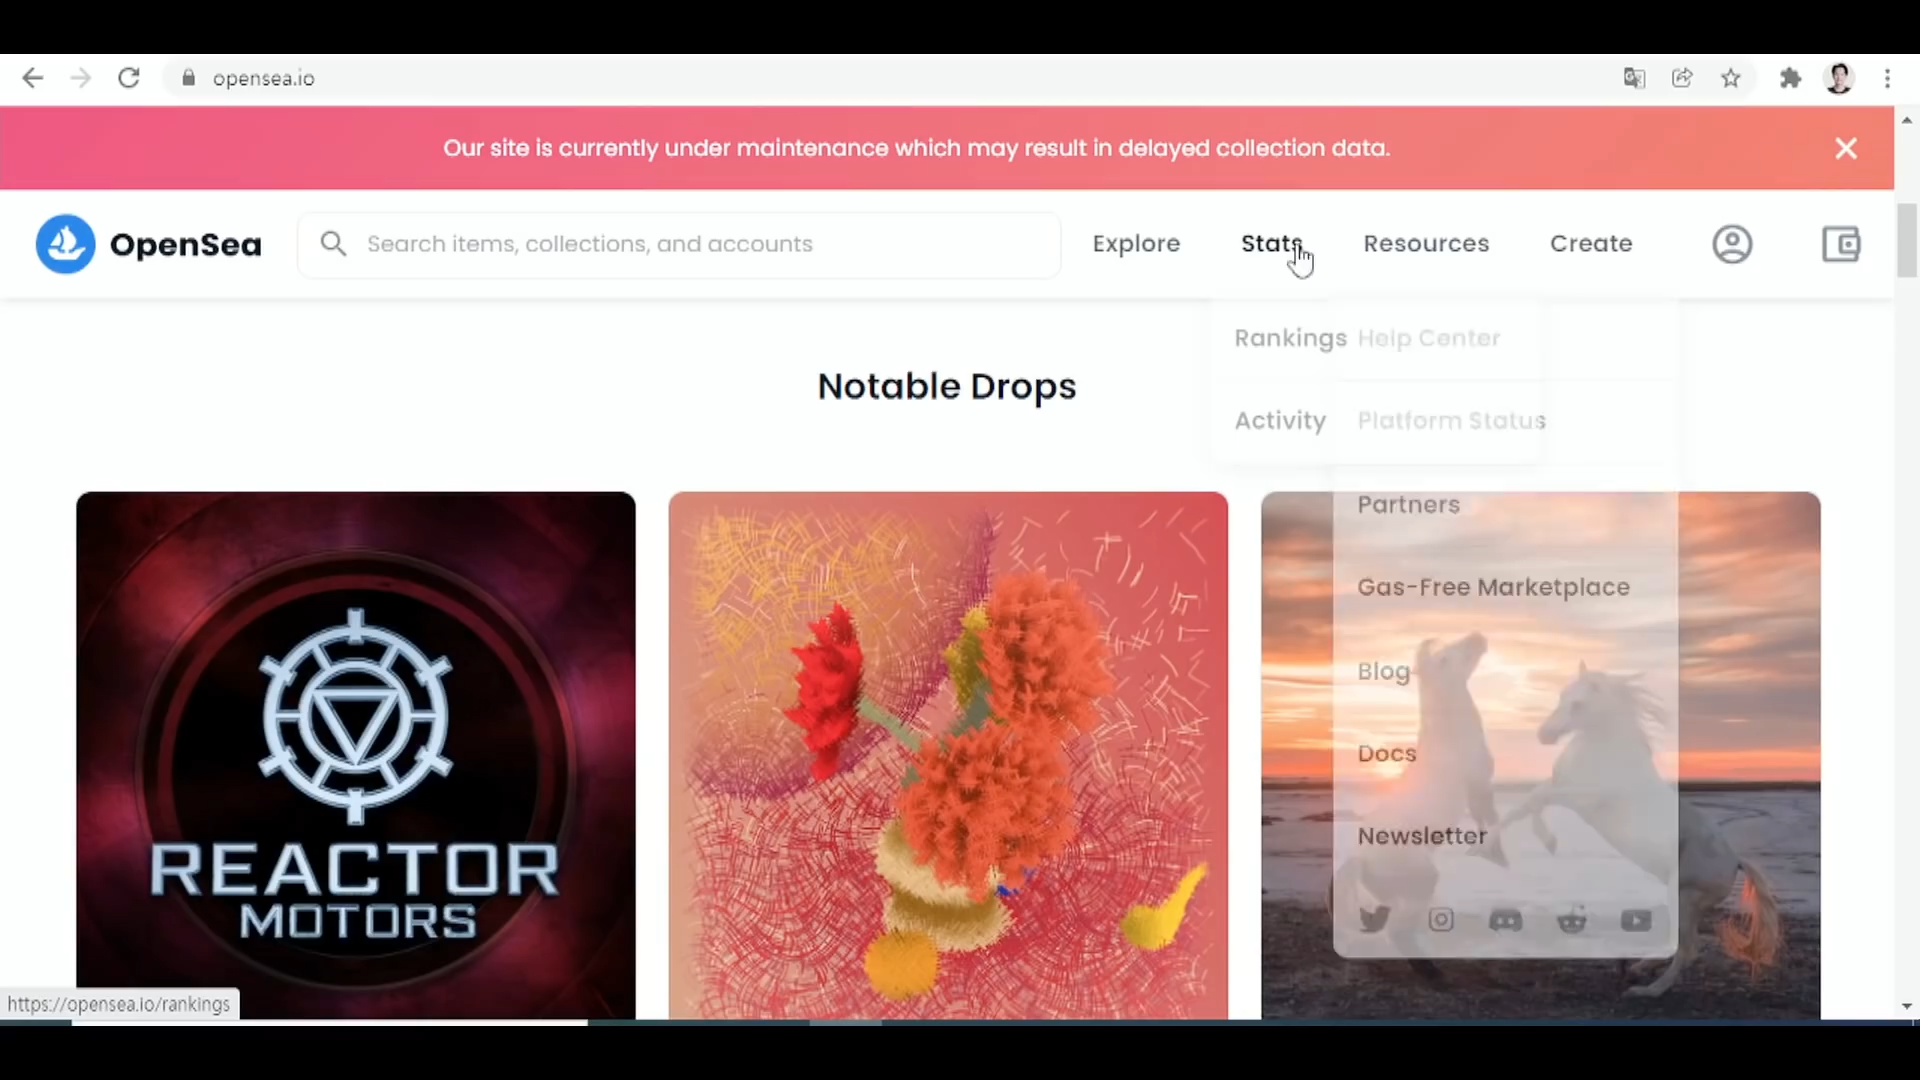 opensea.io
Our site is currently under maintenance which may result in delayed collection data.
OpenSea
Search items, collections, and accounts
Explore
Stats
Resources
Create
Rankings
Help Center
Activity
Platform Status
Notable Drops
Partners
Gas-Free Marketplace
Blog
Docs
Newsletter
REACTOR
MOTORS
https://opensea.io/rankings